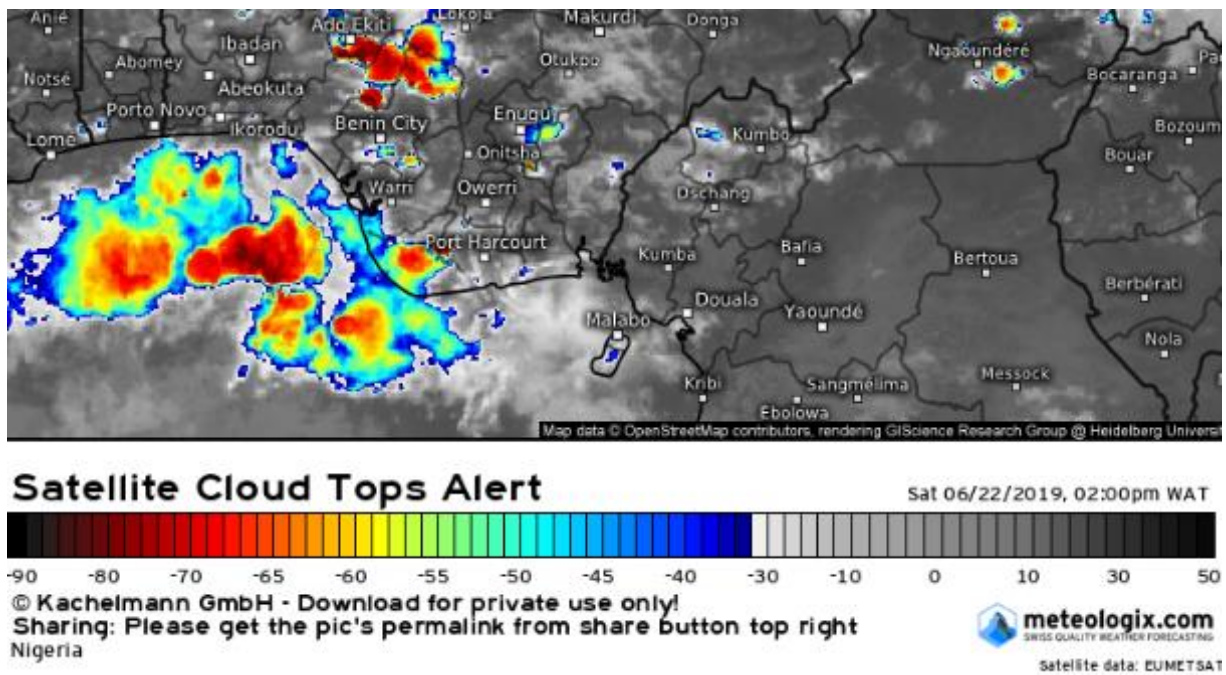 Anié
Ado Ekiti
Lokoja
Makurdi
Donga
Ibadan
Ngaoundéré
Abomey
Otukpo
Notsé
Abeokuta
Bocaranga
Porto Novo
Enugu
Lome
Ikorodu
Benin City
Kumbo
Bozoum
Onitsha
Bouar
Warri
Owerri
Dschang
Port Harcourt
Kumba
Bafia
Bertoua
Berbérati
Douala
Malabo
Yaoundé
Nola
Kribi
Sangmélima
Messock
Ebolowa
Map data © OpenStreetMap contributors, rendering GIScience Research Group @ Heidelberg Universit
Satellite Cloud Tops Alert
Sat 06/22/2019, 02:00pm WAT
-90 -80 -70 -65 -60 -55 -50 -45 -40 -30 -10 0 10 30 50
© Kachelmann GmbH - Download for private use only!
Sharing: Please get the pic's permalink from share button top right
Nigeria
meteologix.com
SWISS QUALITY WEATHER FORECASTING
Satellite data: EUMETSAT